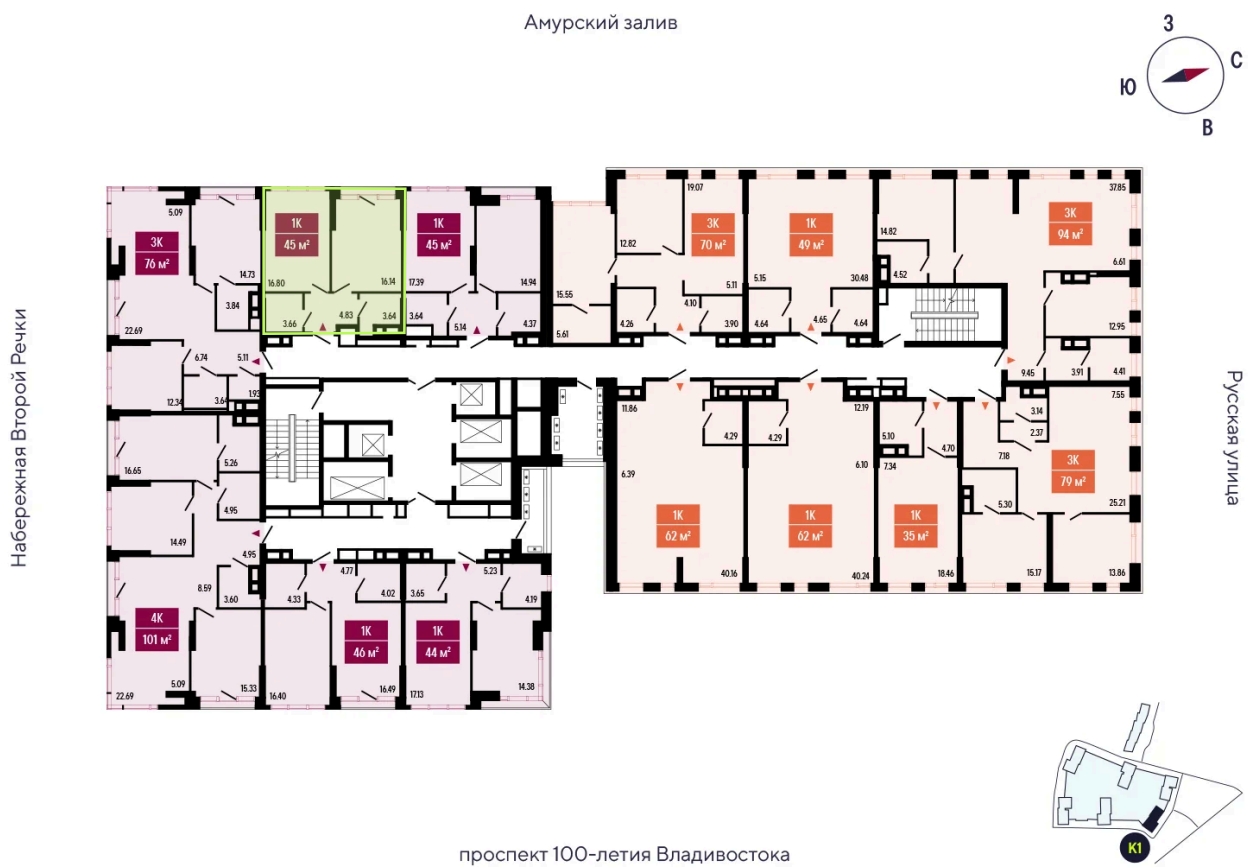 Амурский залив
З
С
Ю
В
Набережная Второй Речки
Русская улица
5.09
3К
76 м²
14.73
3.84
22.69
6.74
5.11
12.34
3.64
1.93
1К
45 м²
16.80
16.14
3.66
4.83
3.64
1К
45 м²
17.39
14.94
3.64
5.14
4.37
15.55
5.61
19.07
3К
70 м²
12.82
5.11
4.26
4.10
3.90
1К
49 м²
5.15
30.48
4.64
4.65
4.64
14.82
4.52
37.85
3К
94 м²
6.61
12.95
9.45
3.91
4.41
16.65
5.26
4.95
14.49
4.95
8.59
3.60
4К
101 м²
5.09
22.69
15.33
4.77
4.33
4.02
1К
46 м²
16.40
16.49
5.23
3.65
4.19
1К
44 м²
17.13
14.38
11.86
4.29
6.39
1К
62 м²
40.16
12.19
4.29
6.10
1К
62 м²
40.24
5.10
4.70
7.34
1К
35 м²
18.46
7.55
3.14
2.37
7.18
3К
79 м²
25.21
5.30
15.17
13.86
К1
проспект 100-летия Владивостока